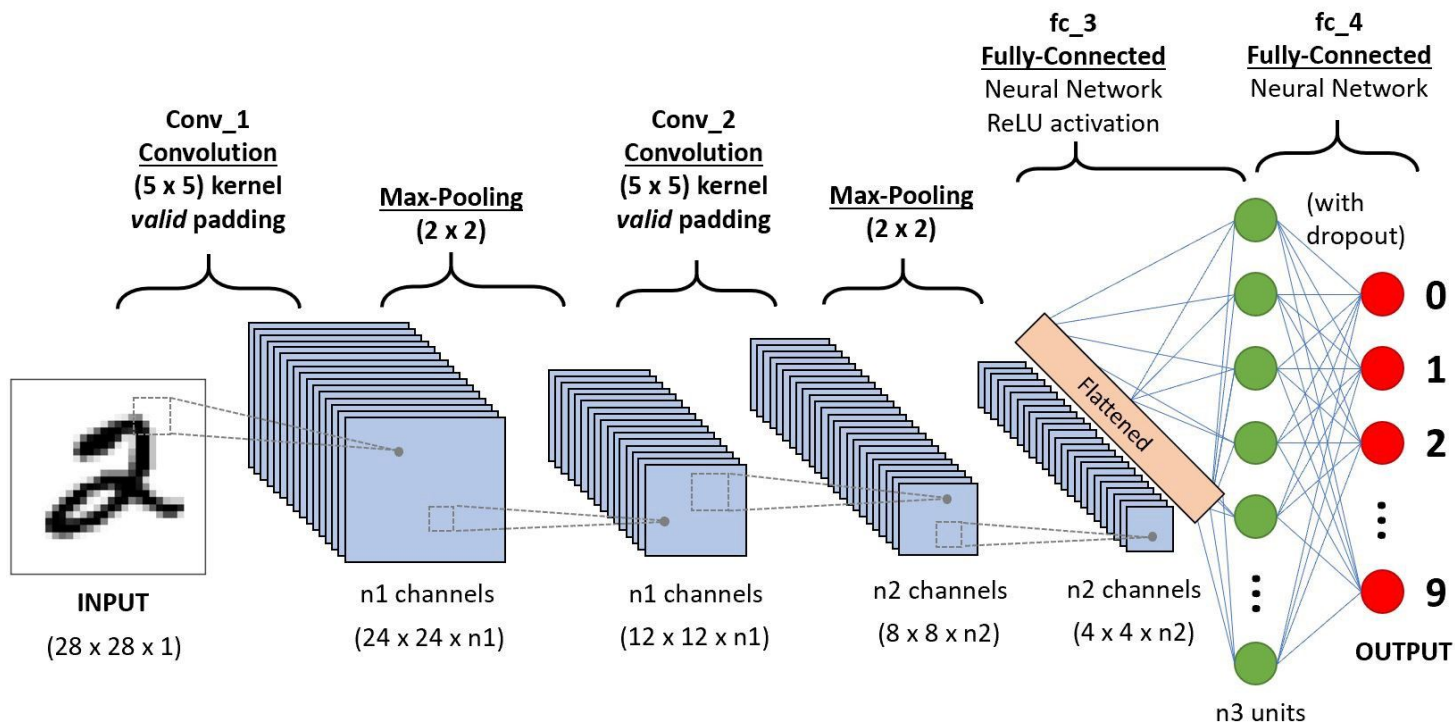 fc_3
Fully-Connected
Neural Network
ReLU activation
fc_4
Fully-Connected
Neural Network
Conv_1
Convolution
(5 x 5) kernel
valid padding
Max-Pooling
(2 x 2)
Conv_2
Convolution
(5 x 5) kernel
valid padding
Max-Pooling
(2 x 2)
(with
dropout)
Flattened
0
1
2
9
INPUT
(28 x 28 x 1)
n1 channels
(24 x 24 x n1)
n1 channels
(12 x 12 x n1)
n2 channels
(8 x 8 x n2)
n2 channels
(4 x 4 x n2)
OUTPUT
n3 units